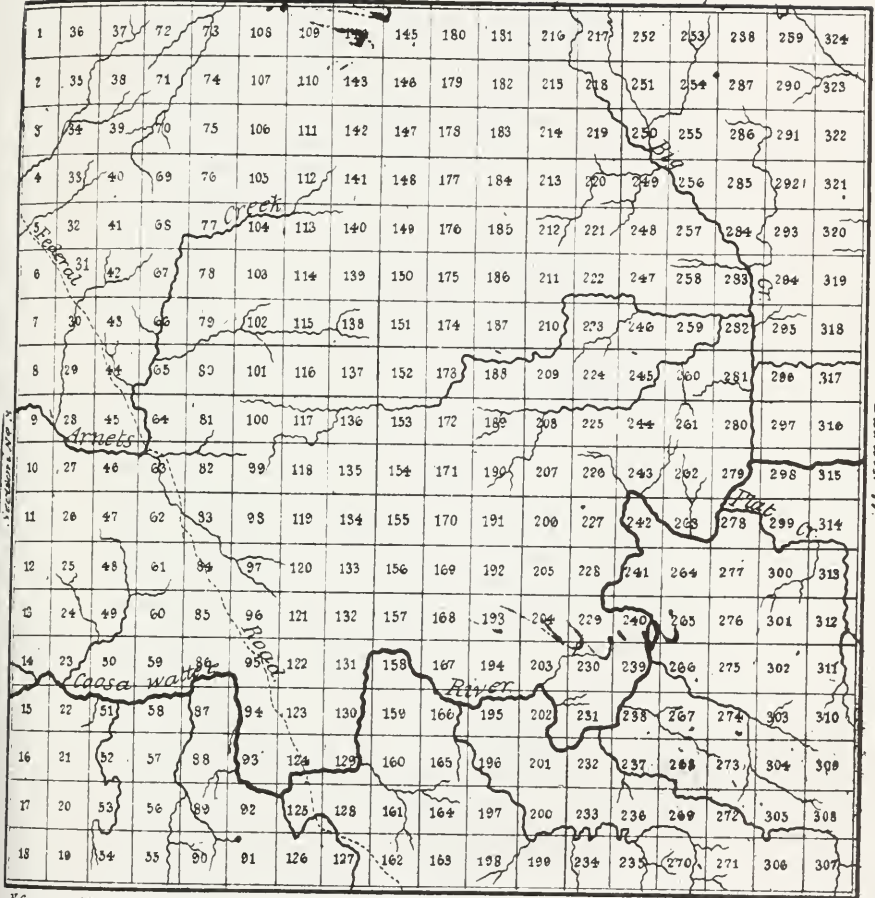 1 36 37 72 73 108 109 145 180 181 216 217 252 253 288 289 324
2 35 38 71 74 107 110 143 146 179 182 215 218 251 254 287 290 323
3 34 39 70 75 106 111 142 147 178 183 214 219 250 255 286 291 322
Big
4 33 40 69 76 105 112 141 148 177 184 213 220 249 256 285 292 321
Creek
5 32 41 68 77 104 113 140 149 176 185 212 221 248 257 284 293 320
Federal
6 31 42 67 78 103 114 139 150 175 186 211 222 247 258 283 294 319
Cr.
7 30 43 66 79 102 115 138 151 174 187 210 223 246 259 282 295 318
8 29 44 65 80 101 116 137 152 173 188 209 224 245 260 281 296 317
9 28 45 64 81 100 117 136 153 172 189 208 225 244 261 280 297 316
Arnets
10 27 46 63 82 99 118 135 154 171 190 207 226 243 262 279 298 315
Flat
11 26 47 62 83 98 119 134 155 170 191 206 227 242 263 278 299 314
Cr.
12 25 48 61 84 97 120 133 156 169 192 205 228 241 264 277 300 313
13 24 49 60 85 96 121 132 157 168 193 204 229 240 265 276 301 312
Road
14 23 50 59 86 95 122 131 158 167 194 203 230 239 266 275 302 311
Coosa wattee River
15 22 51 58 87 94 123 130 159 166 195 202 231 238 267 274 303 310
16 21 52 57 88 93 124 129 160 165 196 201 232 237 268 273 304 309
17 20 53 56 89 92 125 128 161 164 197 200 233 236 269 272 305 308
18 19 54 55 90 91 126 127 162 163 198 199 234 235 270 271 306 307